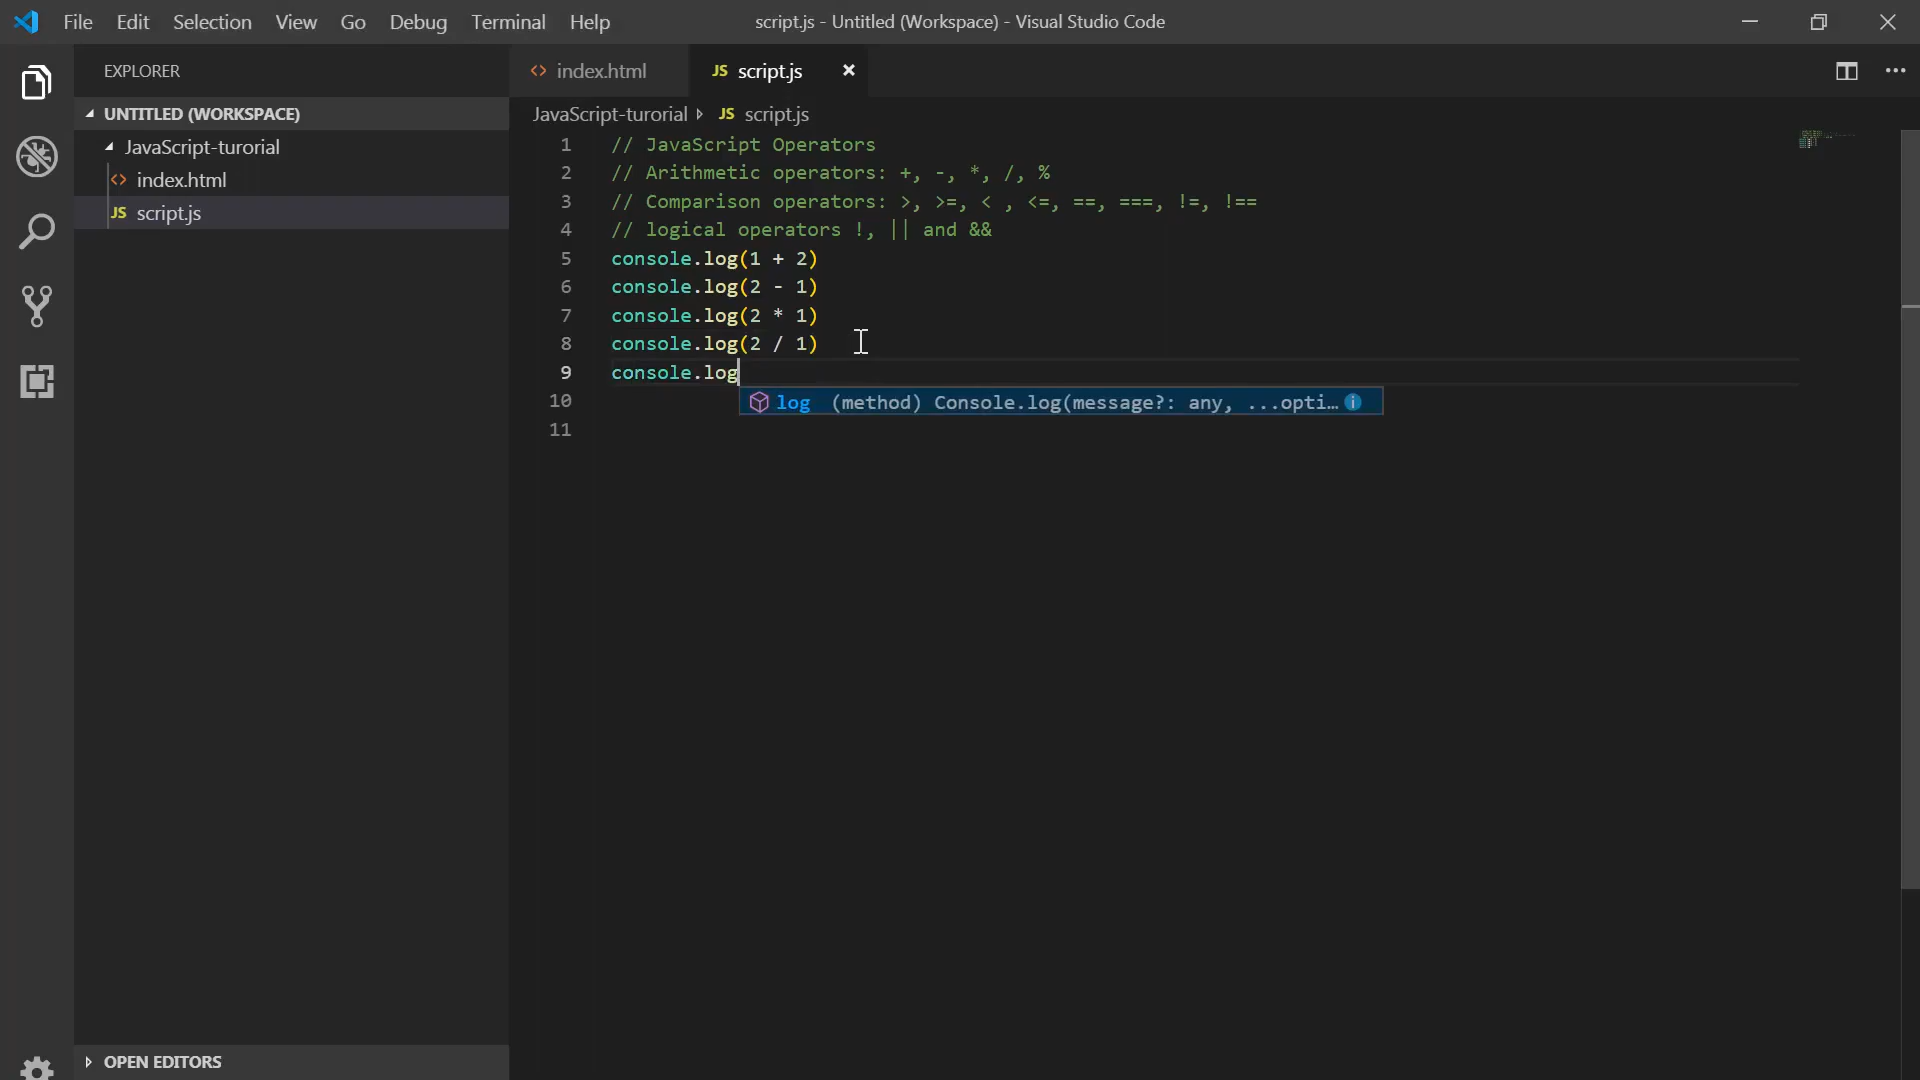 File Edit Selection View Go Debug Terminal Help
script.js - Untitled (Workspace) - Visual Studio Code
EXPLORER
UNTITLED (WORKSPACE)
JavaScript-turorial
index.html
JS script.js
OPEN EDITORS
index.html
JS script.js
JavaScript-turorial JS script.js
1 // JavaScript Operators
2 // Arithmetic operators: +, -, *, /, %
3 // Comparison operators: >, >=, < , <=, ==, ===, !=, !==
4 // logical operators !, || and &&
5 console.log(1 + 2)
6 console.log(2 - 1)
7 console.log(2 * 1)
8 console.log(2 / 1)
9 console.log
log (method) Console.log(message?: any, ...opti…
10
11